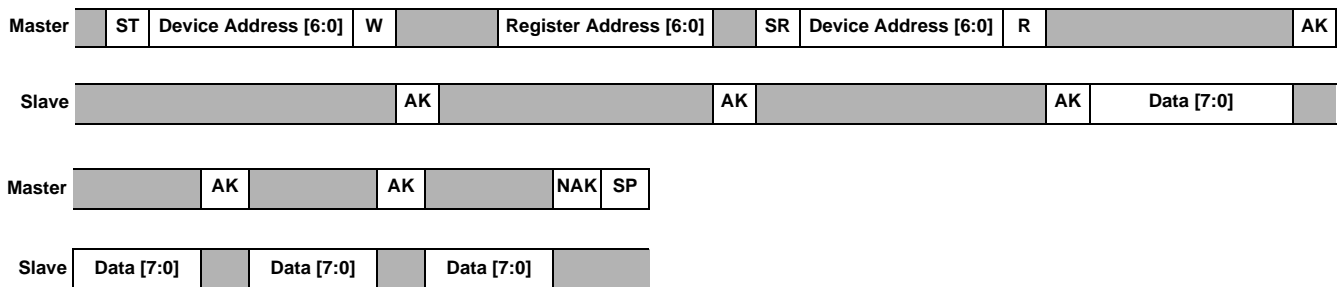 Master ST Device Address [6:0] W Register Address [6:0] SR Device Address [6:0] R AK
Slave AK AK AK Data [7:0]
Master AK AK NAK SP
Slave Data [7:0] Data [7:0] Data [7:0]